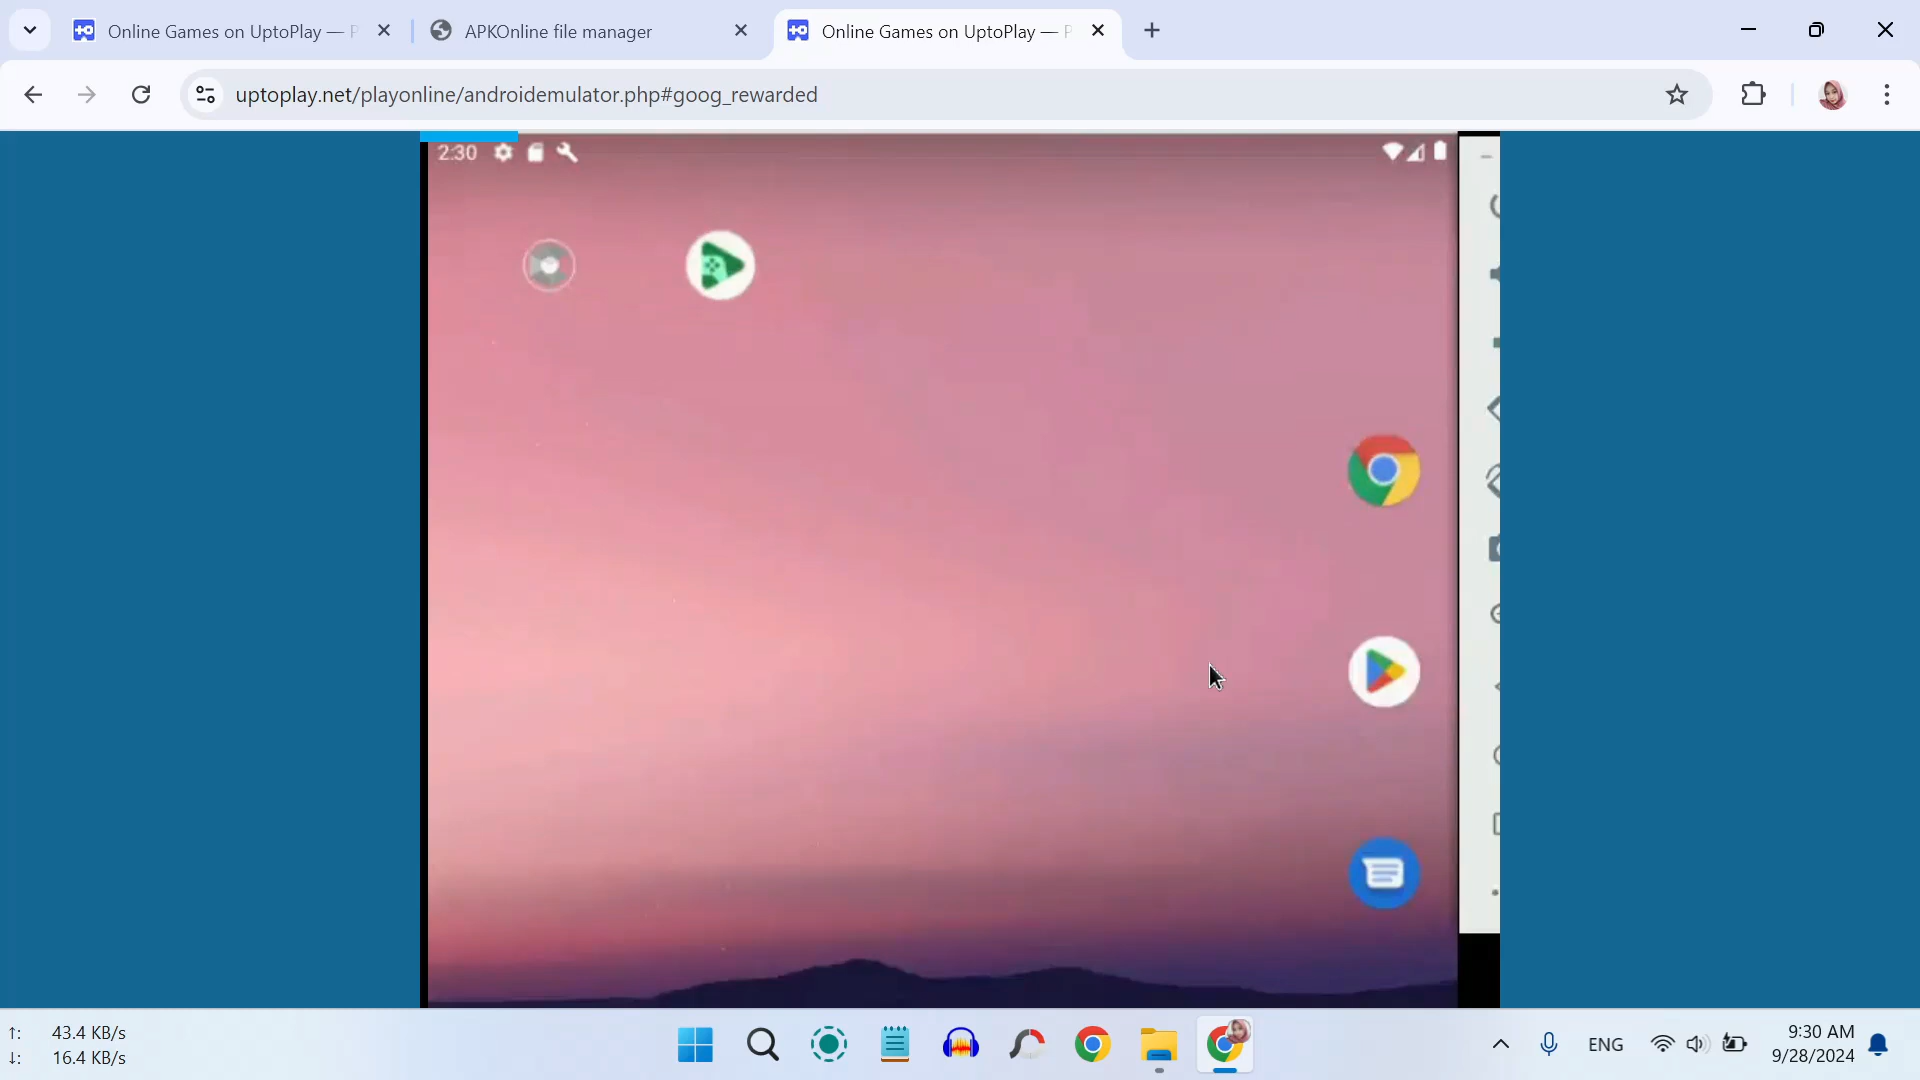 Online Games on UptoPlay — P
APKOnline file manager
Online Games on UptoPlay — P
uptoplay.net/playonline/androidemulator.php#goog_rewarded
2:30
↑: 43.4 KB/s
↓: 16.4 KB/s
ENG
9:30 AM
9/28/2024